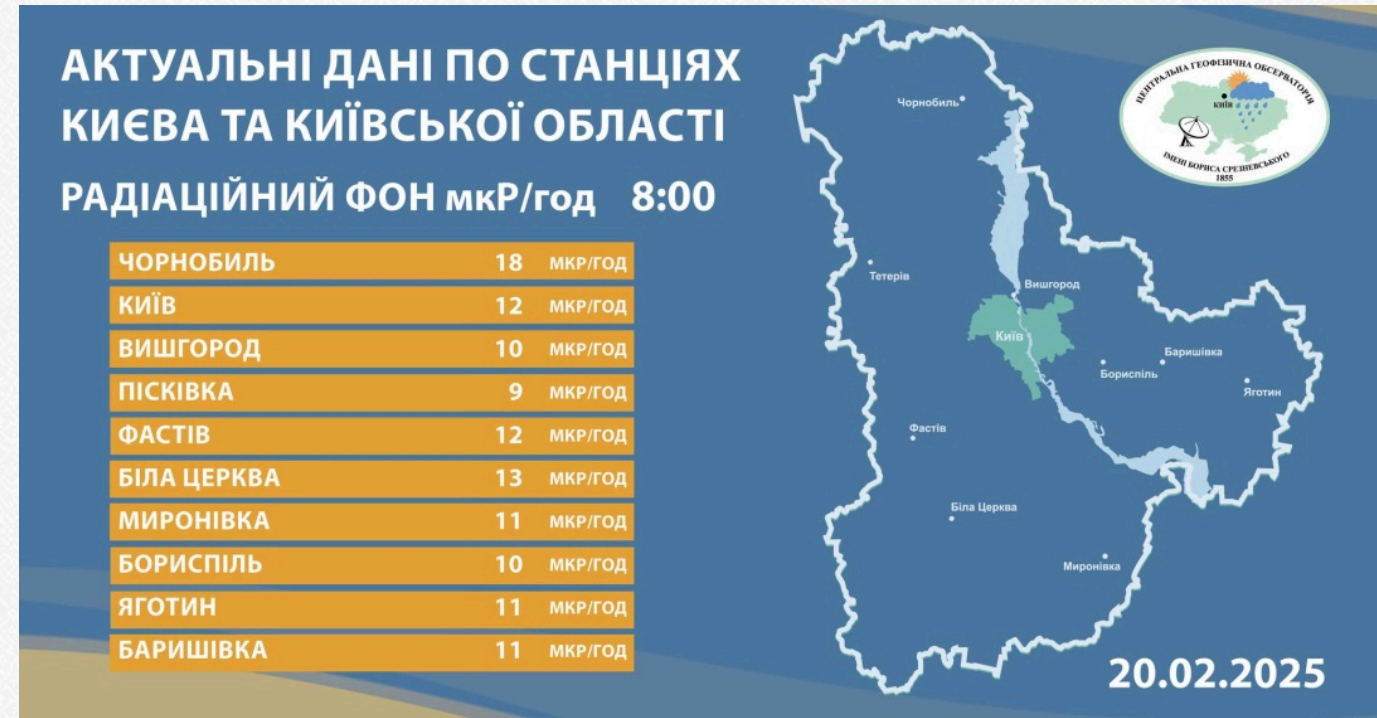 АКТУАЛЬНІ ДАНІ ПО СТАНЦІЯХ
КИЄВА ТА КИЇВСЬКОЇ ОБЛАСТІ
РАДІАЦІЙНИЙ ФОН мкР/год 8:00
ЧОРНОБИЛЬ 18 МКР/ГОД
КИЇВ 12 МКР/ГОД
ВИШГОРОД 10 МКР/ГОД
ПІСКІВКА 9 МКР/ГОД
ФАСТІВ 12 МКР/ГОД
БІЛА ЦЕРКВА 13 МКР/ГОД
МИРОНІВКА 11 МКР/ГОД
БОРИСПІЛЬ 10 МКР/ГОД
ЯГОТИН 11 МКР/ГОД
БАРИШІВКА 11 МКР/ГОД
Чорнобиль
Тетерів
Вишгород
Київ
Баришівка
Бориспіль
Яготин
Фастів
Біла Церква
Миронівка
ЦЕНТРАЛЬНА ГЕОФІЗИЧНА ОБСЕРВАТОРІЯ
КИЇВ
ІМЕНІ БОРИСА СРЕЗНЕВСЬКОГО
1855
20.02.2025